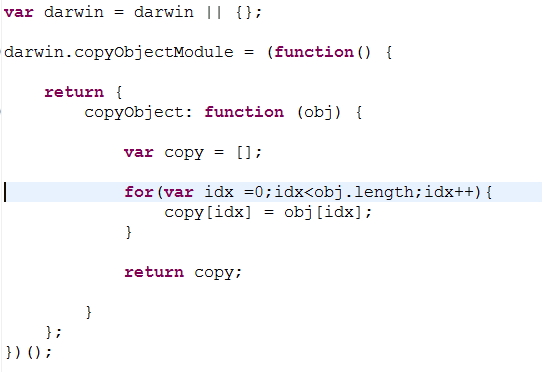 var darwin = darwin || {};
darwin.copyObjectModule = (function() {
return {
copyObject: function (obj) {
var copy = [];
for(var idx =0;idx<obj.length;idx++){
copy[idx] = obj[idx];
}
return copy;
}
};
})();